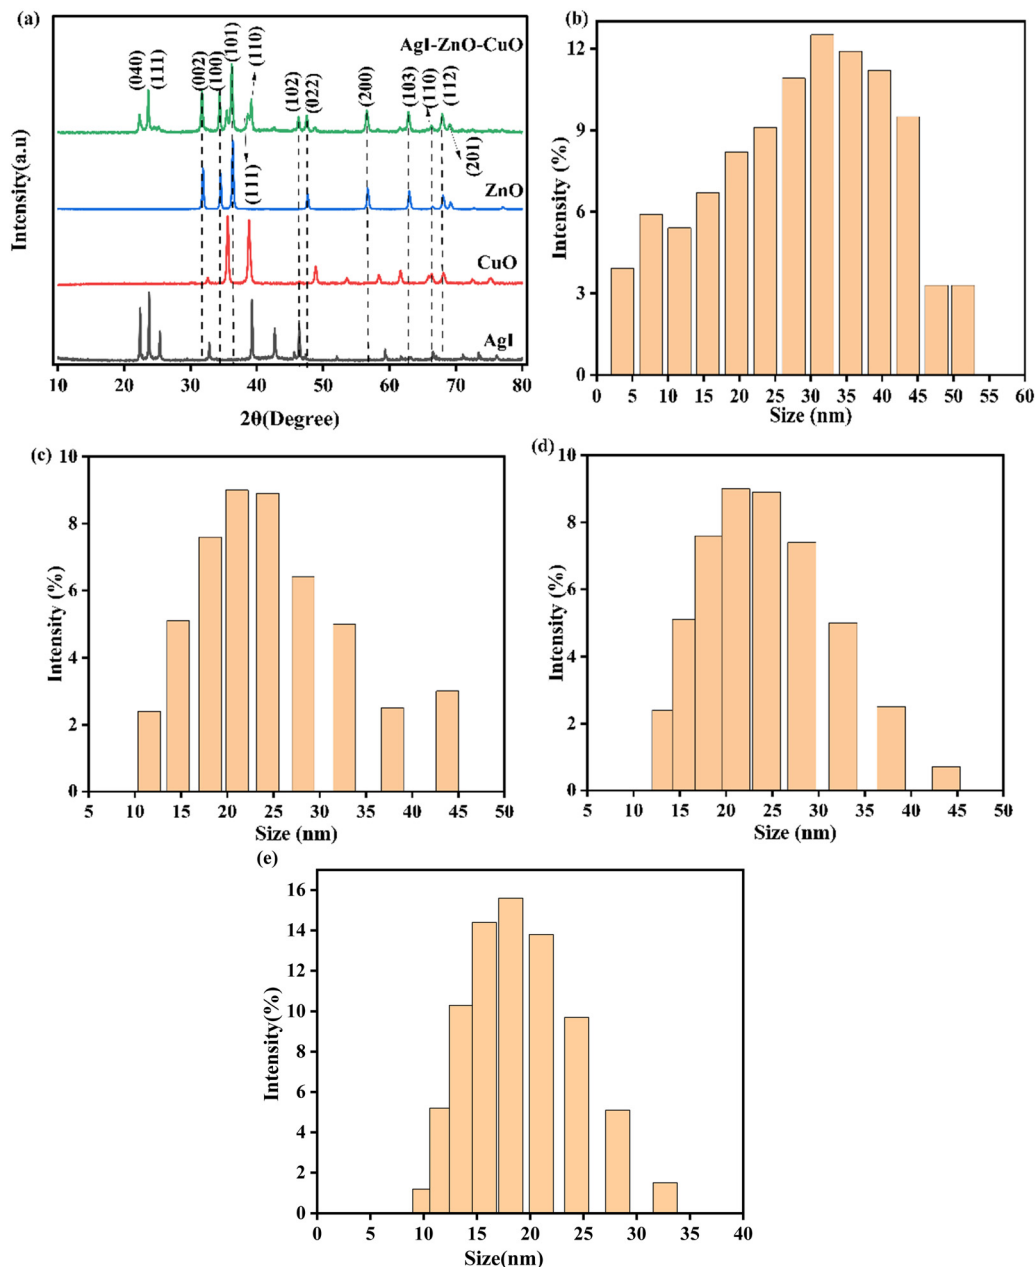 (a)
AgI-ZnO-CuO
(040)
(111)
(002)
(100)
(101)
(110)
(102)
(022)
(200)
(103)
(110)
(112)
(201)
(111)
ZnO
CuO
AgI
Intensity(a.u)
10 20 30 40 50 60 70 80
2θ(Degree)
(b)
12
9
6
3
0
Intensity (%)
0 5 10 15 20 25 30 35 40 45 50 55 60
Size (nm)
(c)
10
8
6
4
2
0
Intensity (%)
5 10 15 20 25 30 35 40 45 50
Size (nm)
(d)
10
8
6
4
2
0
Intensity (%)
5 10 15 20 25 30 35 40 45 50
Size (nm)
(e)
16
14
12
10
8
6
4
2
0
Intensity(%)
0 5 10 15 20 25 30 35 40
Size(nm)